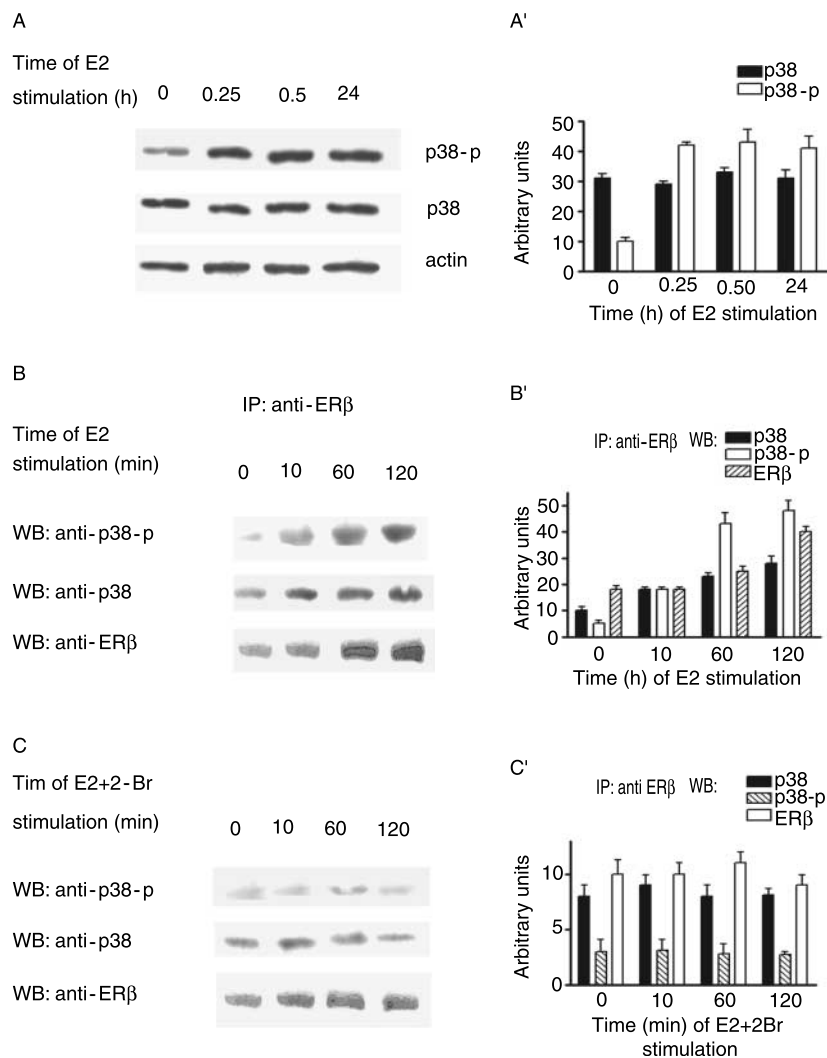 A
Time of E2
stimulation (h) 0 0.25 0.5 24
p38-p
p38
actin
A'
p38
p38-p
50
40
30
20
10
0
Arbitrary units
0 0.25 0.50 24
Time (h) of E2 stimulation
B
IP: anti-ERβ
Time of E2
stimulation (min) 0 10 60 120
WB: anti-p38-p
WB: anti-p38
WB: anti-ERβ
B'
IP: anti-ERβ WB: p38
p38-p
ERβ
50
40
30
20
10
0
Arbitrary units
0 10 60 120
Time (h) of E2 stimulation
C
Tim of E2+2-Br
stimulation (min) 0 10 60 120
WB: anti-p38-p
WB: anti-p38
WB: anti-ERβ
C'
IP: anti ERβ WB: p38
p38-p
ERβ
10
5
0
Arbitrary units
0 10 60 120
Time (min) of E2+2Br
stimulation